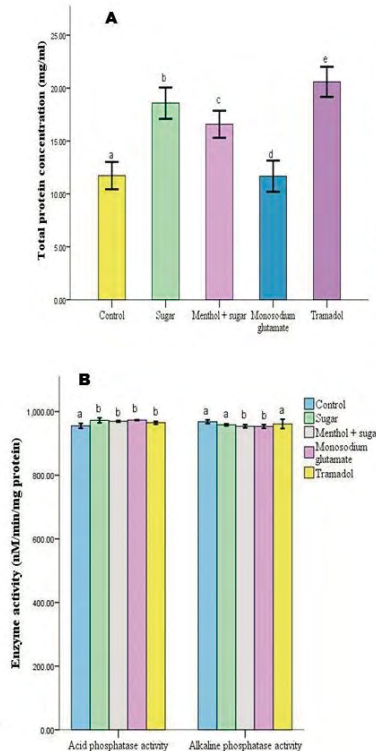 A
Total protein concentration (mg/ml)
25.00
20.00
15.00
10.00
5.00
0.00
a
b
c
d
e
Control
Sugar
Menthol + sugar
Monosodium
glutamate
Tramadol
B
Enzyme activity (nM/min/mg protein)
1,000.00
800.00
600.00
400.00
200.00
0.00
a b b b b
a a b b a
Control
Sugar
Menthol + suga
Monosodium
glutamate
Tramadol
Acid phosphatase activity
Alkaline phosphatase activity